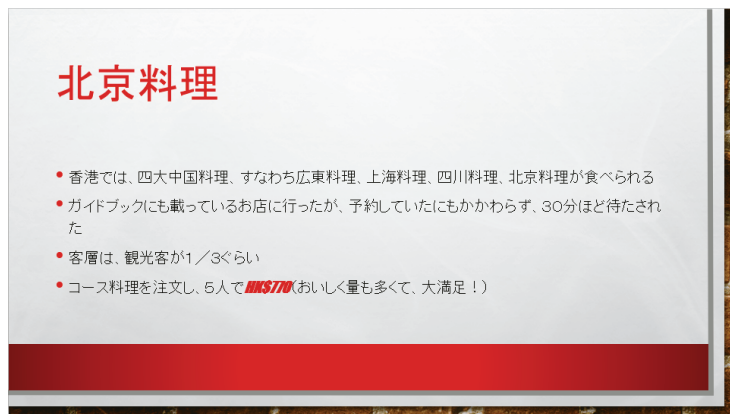 北京料理
香港では、四大中国料理、すなわち広東料理、上海料理、四川料理、北京料理が食べられる
ガイドブックにも載っているお店に行ったが、予約していたにもかかわらず、30分ほど待たされ
た
客層は、観光客が1／3ぐらい
コース料理を注文し、5人でHK$770（おいしく量も多くて、大満足！）